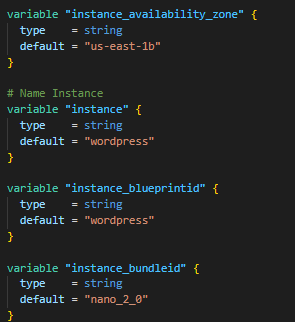 variable "instance_availability_zone" {
  type    = string
  default = "us-east-1b"
}

# Name Instance
variable "instance" {
  type    = string
  default = "wordpress"
}

variable "instance_blueprintid" {
  type    = string
  default = "wordpress"
}

variable "instance_bundleid" {
  type    = string
  default = "nano_2_0"
}